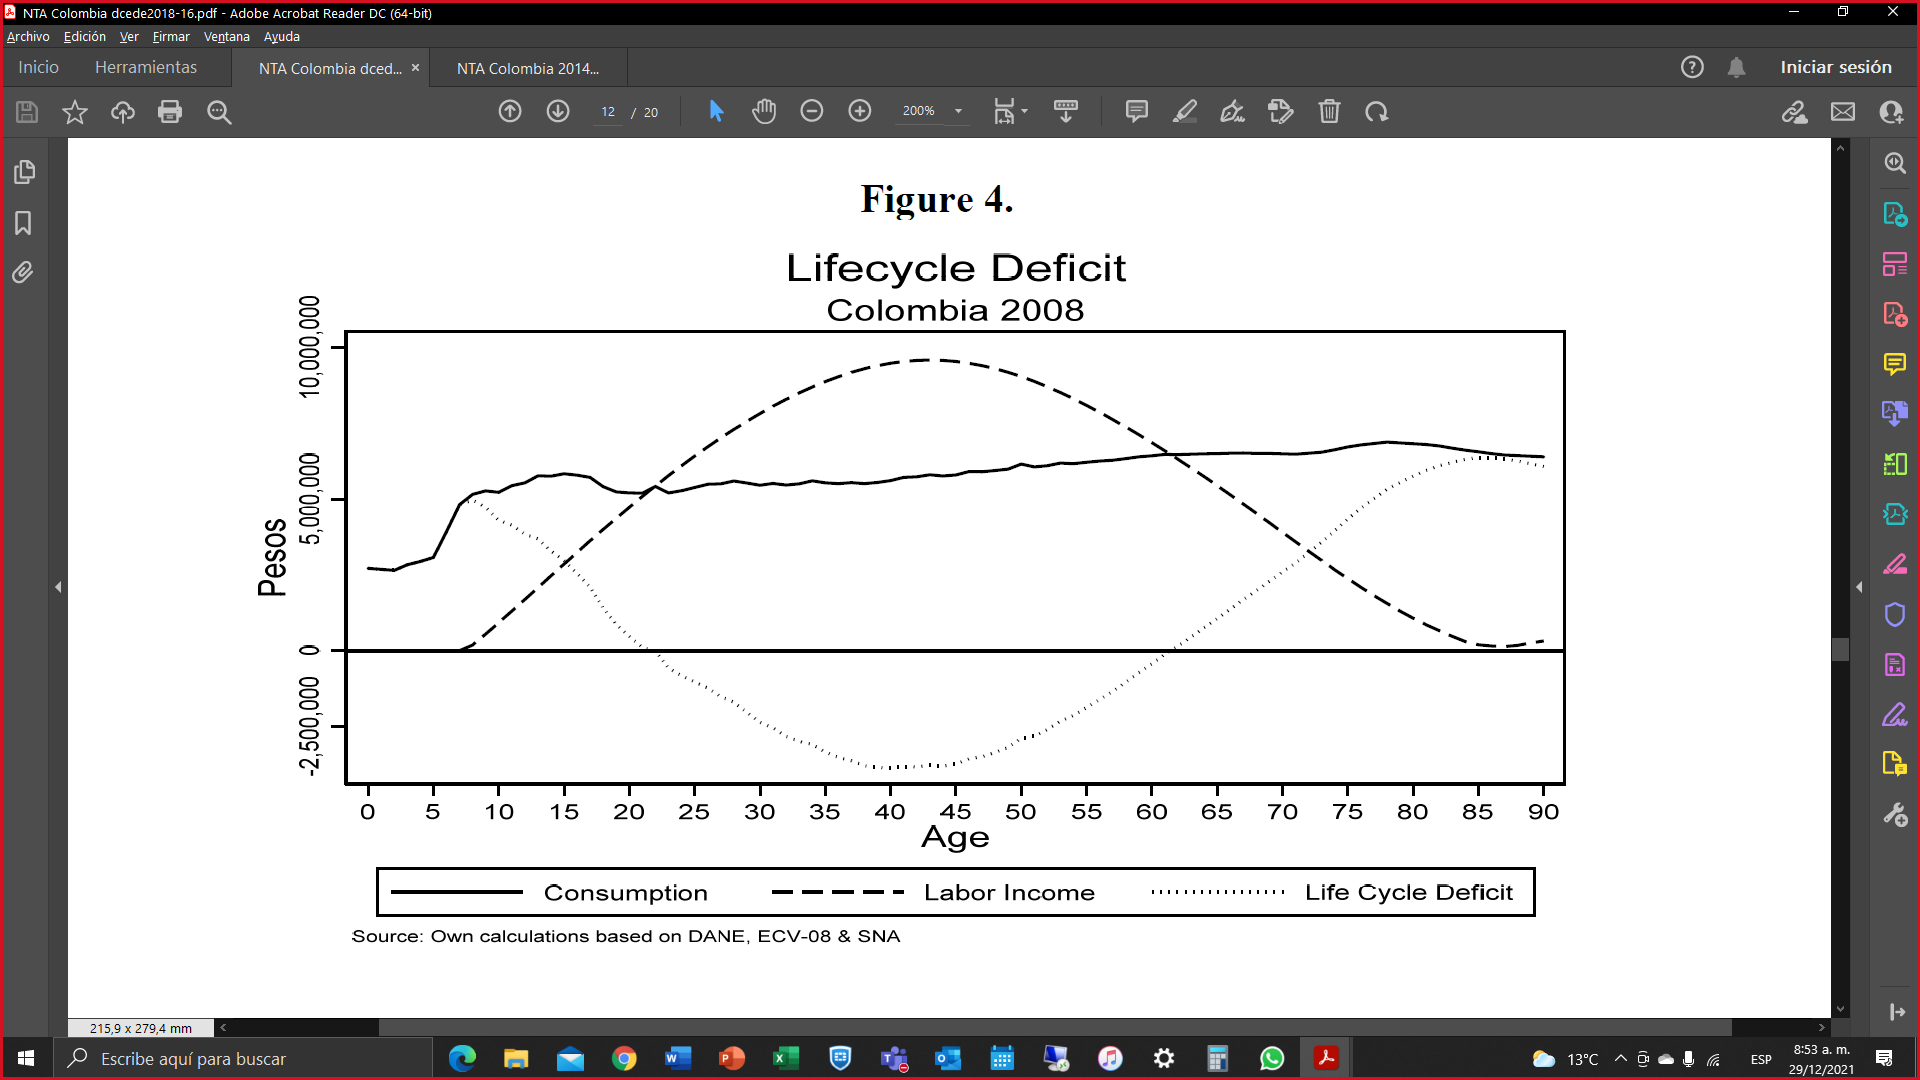 NTA Colombia dcede2018-16.pdf - Adobe Acrobat Reader DC (64-bit)
Archivo Edición Ver Firmar Ventana Ayuda
Inicio Herramientas NTA Colombia dced... × NTA Colombia 2014... Iniciar sesión
12 / 20 200%
Figure 4.
Lifecycle Deficit
Colombia 2008
10,000,000
5,000,000
0
-2,500,000
Pesos
0 5 10 15 20 25 30 35 40 45 50 55 60 65 70 75 80 85 90
Age
Consumption Labor Income Life Cycle Deficit
Source: Own calculations based on DANE, ECV-08 & SNA
215,9 x 279,4 mm
Escribe aquí para buscar
13°C ESP 8:53 a. m.
29/12/2021